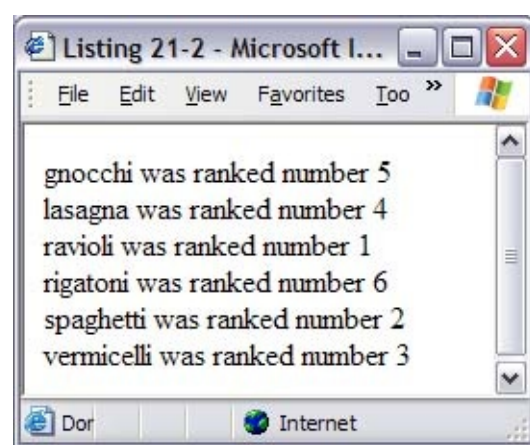 Listing 21-2 - Microsoft I...
File Edit View Favorites Too »
gnocchi was ranked number 5
lasagna was ranked number 4
ravioli was ranked number 1
rigatoni was ranked number 6
spaghetti was ranked number 2
vermicelli was ranked number 3
Dor Internet